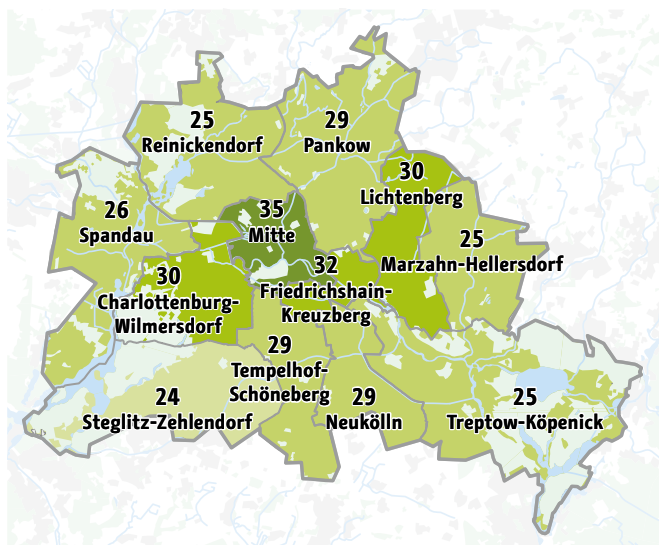 25
Reinickendorf
29
Pankow
30
Lichtenberg
26
Spandau
35
Mitte
25
Marzahn-Hellersdorf
30
Charlottenburg-
Wilmersdorf
32
Friedrichshain-
Kreuzberg
29
Tempelhof-
Schöneberg
24
Steglitz-Zehlendorf
29
Neukölln
25
Treptow-Köpenick